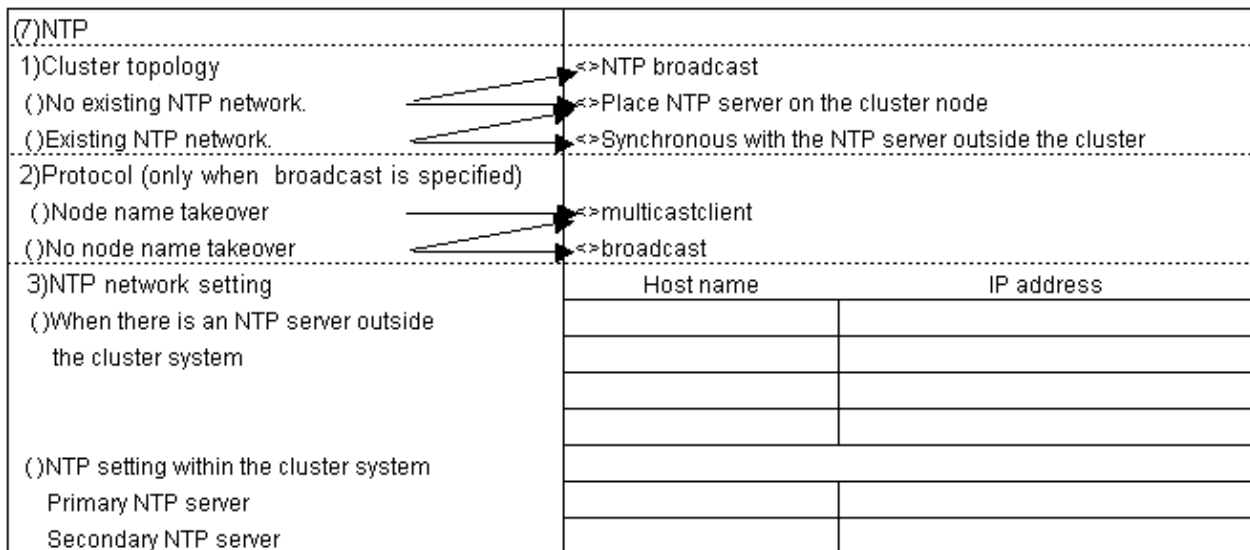 (7)NTP
1)Cluster topology <>NTP broadcast
()No existing NTP network. <>Place NTP server on the cluster node
()Existing NTP network. <>Synchronous with the NTP server outside the cluster
2)Protocol (only when broadcast is specified)
()Node name takeover <>multicastclient
()No node name takeover <>broadcast
3)NTP network setting Host name IP address
()When there is an NTP server outside
the cluster system
()NTP setting within the cluster system
Primary NTP server
Secondary NTP server